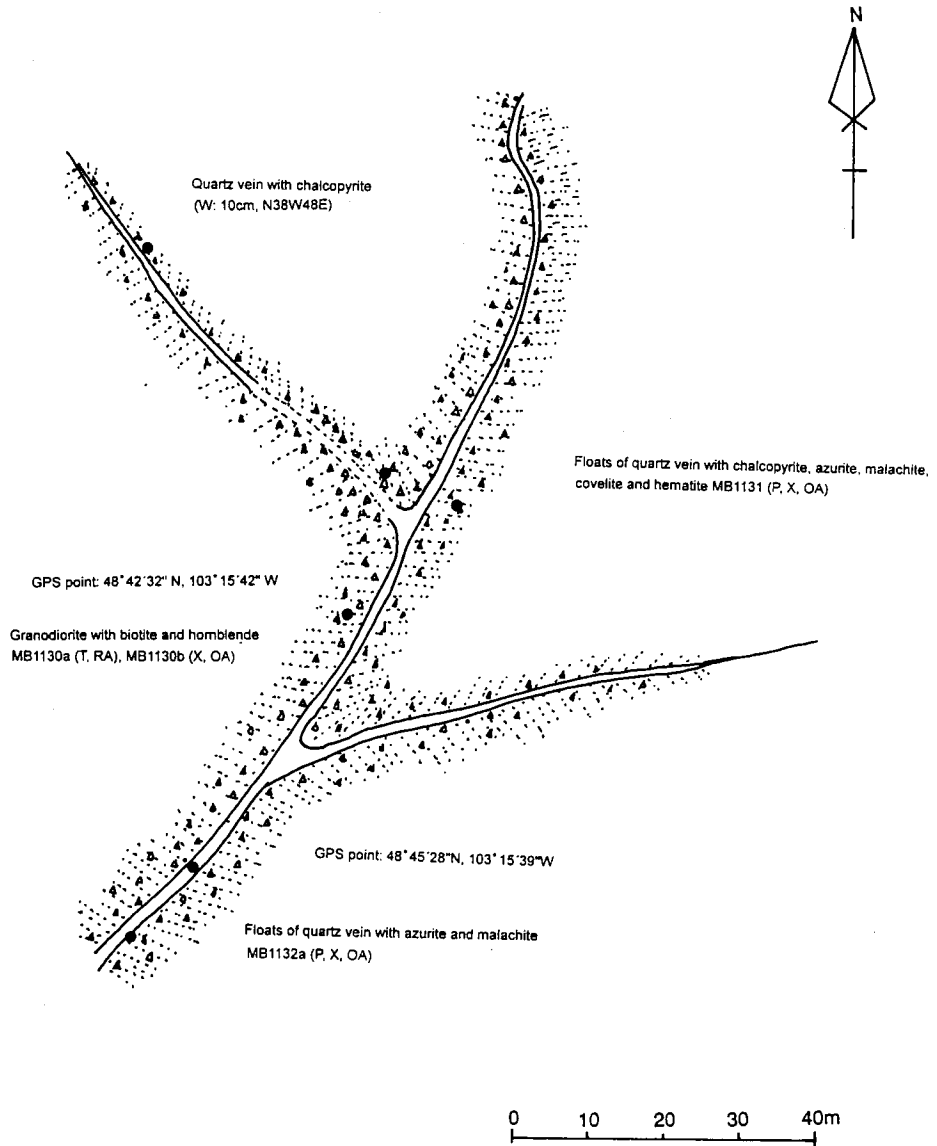 N
Quartz vein with chalcopyrite
(W: 10cm, N38W48E)
Floats of quartz vein with chalcopyrite, azurite, malachite,
covelite and hematite MB1131 (P, X, OA)
GPS point: 48°42´32" N, 103°15´42" W
Granodiorite with biotite and hornblende
MB1130a (T, RA), MB1130b (X, OA)
GPS point: 48°45´28"N, 103°15´39"W
Floats of quartz vein with azurite and malachite
MB1132a (P, X, OA)
0 10 20 30 40m